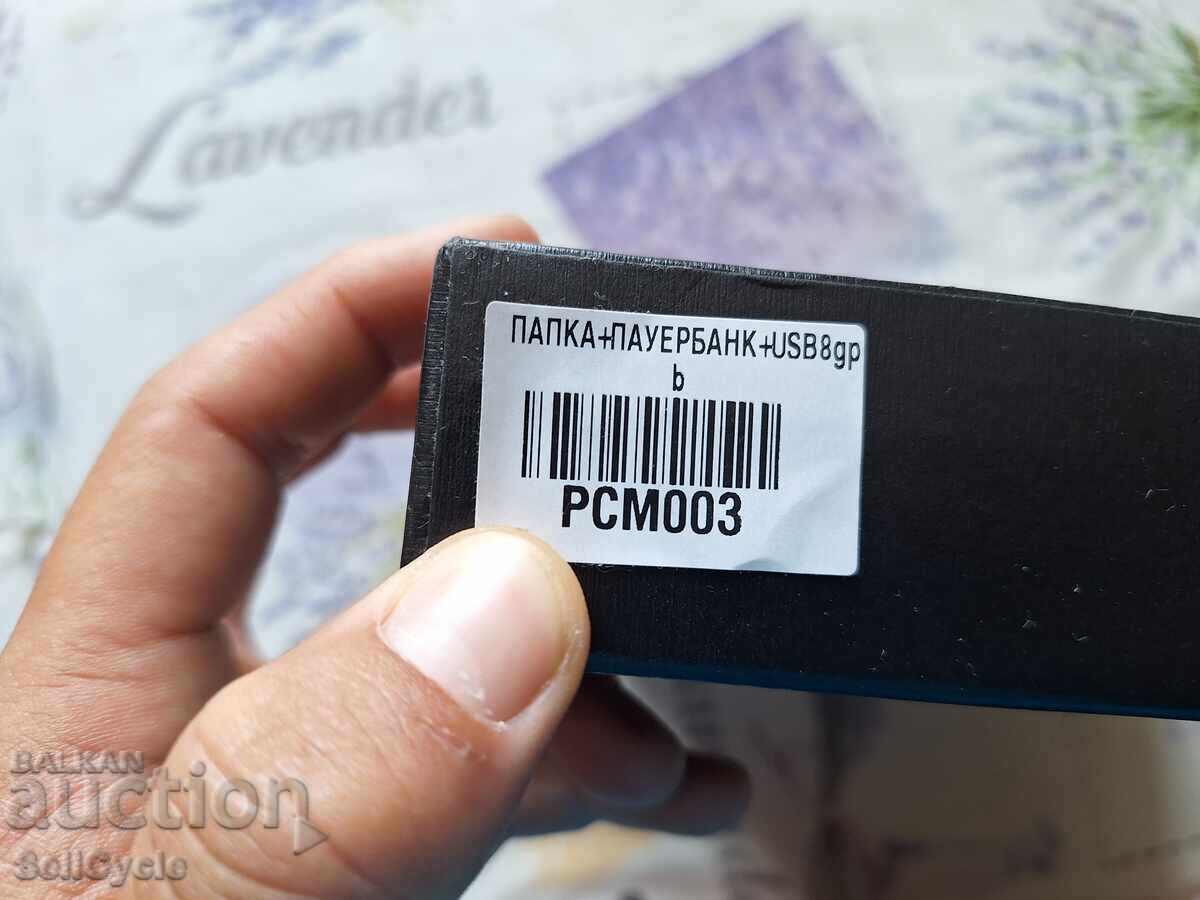 Lavender
ПАПКА+ПАУЕРБАНК+USB8gp
b
PCM003
BALKAN
auction
SellCycle